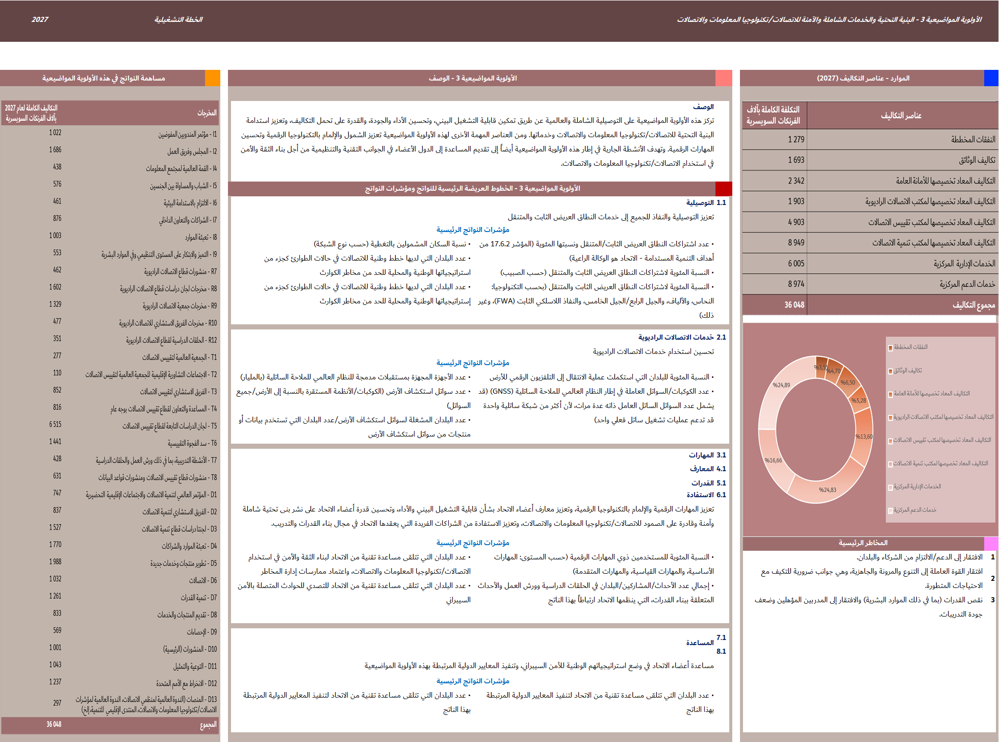 الأولوية المواضيعية 3 - البنية التحتية والخدمات الشاملة والآمنة للاتصالات/تكنولوجيا المعلومات والاتصالات
الخطة التشغيلية
2027
الموارد - عناصر التكاليف (2027)
عناصر التكاليف
التكلفة الكاملة بآلاف
الفرنكات السويسرية
النفقات المخططة 1 279
تكاليف الوثائق 1 693
التكاليف المعاد تخصيصها للأمانة العامة 2 342
التكاليف المعاد تخصيصها لمكتب الاتصالات الراديوية 1 903
التكاليف المعاد تخصيصها لمكتب تقييس الاتصالات 4 903
التكاليف المعاد تخصيصها لمكتب تنمية الاتصالات 8 949
الخدمات الإدارية المركزية 6 005
خدمات الدعم المركزية 8 974
مجموع التكاليف 36 048
النفقات المخططة
تكاليف الوثائق
التكاليف المعاد تخصيصها للأمانة العامة
التكاليف المعاد تخصيصها لمكتب الاتصالات الراديوية
التكاليف المعاد تخصيصها لمكتب تقييس الاتصالات
التكاليف المعاد تخصيصها لمكتب تنمية الاتصالات
الخدمات الإدارية المركزية
خدمات الدعم المركزية
%3,55
%4,70
%6,50
%5,28
%13,60
%24,83
%16,66
%24,89
المخاطر الرئيسية
1 الافتقار إلى الدعم/الالتزام من الشركاء والبلدان.
2 افتقار القوة العاملة إلى التنوع والمرونة والجاهزية، وهي جوانب ضرورية للتكيف مع
الاحتياجات المتطورة.
3 نقص القدرات (بما في ذلك الموارد البشرية) والافتقار إلى المدربين المؤهلين وضعف
جودة التدريبات.
الأولوية المواضيعية 3 - الوصف
الوصف
تركز هذه الأولوية المواضيعية على التوصيلية الشاملة والعالمية عن طريق تمكين قابلية التشغيل البيني، وتحسين الأداء والجودة، والقدرة على تحمل التكاليف، وتعزيز استدامة
البنية التحتية للاتصالات/تكنولوجيا المعلومات والاتصالات وخدماتها. ومن العناصر المهمة الأخرى لهذه الأولوية المواضيعية تعزيز الشمول والإلمام بالتكنولوجيا الرقمية وتحسين
المهارات الرقمية. وتهدف الأنشطة الجارية في إطار هذه الأولوية المواضيعية أيضاً إلى تقديم المساعدة إلى الدول الأعضاء في الجوانب التقنية والتنظيمية من أجل بناء الثقة والأمن
في استخدام الاتصالات/تكنولوجيا المعلومات والاتصالات.
الأولوية المواضيعية 3 - الخطوط العريضة الرئيسية للنواتج ومؤشرات النواتج
1.1 التوصيلية
تعزيز التوصيلية والنفاذ للجميع إلى خدمات النطاق العريض الثابت والمتنقل
مؤشرات النواتج الرئيسية
• عدد اشتراكات النطاق العريض الثابت/المتنقل ونسبتها المئوية (المؤشر 17.6.2 من
أهداف التنمية المستدامة - الاتحاد هو الوكالة الراعية)
• النسبة المئوية لاشتراكات النطاق العريض الثابت والمتنقل (حسب الصبيب)
• النسبة المئوية لاشتراكات النطاق العريض الثابت والمتنقل (بحسب التكنولوجيا:
النحاس، والألياف، والجيل الرابع/الجيل الخامس، والنفاذ اللاسلكي الثابت (FWA)، وغير
ذلك)
• نسبة السكان المشمولين بالتغطية (حسب نوع الشبكة)
• عدد البلدان التي لديها خطط وطنية للاتصالات في حالات الطوارئ كجزء من
استراتيجياتها الوطنية والمحلية للحد من مخاطر الكوارث
• عدد البلدان التي لديها خطط وطنية للاتصالات في حالات الطوارئ كجزء من
إستراتيجياتها الوطنية والمحلية للحد من مخاطر الكوارث
2.1 خدمات الاتصالات الراديوية
تحسين استخدام خدمات الاتصالات الراديوية
مؤشرات النواتج الرئيسية
• النسبة المئوية للبلدان التي استكملت عملية الانتقال إلى التلفزيون الرقمي للأرض
• عدد الكوكبات/السواتل العاملة في إطار النظام العالمي للملاحة الساتلية (GNSS) (قد
يشمل عدد السواتل الساتل العامل ذاته عدة مرات، لأن أكثر من شبكة ساتلية واحدة
قد تدعم عمليات تشغيل ساتل فعلي واحد)
• عدد الأجهزة المجهزة بمستقبلات مدمجة للنظام العالمي للملاحة الساتلية (بالمليار)
• عدد سواتل استكشاف الأرض (الكوكبات/الأنظمة المستقرة بالنسبة إلى الأرض/جميع
السواتل)
• عدد البلدان المشغلة لسواتل استكشاف الأرض/عدد البلدان التي تستخدم بيانات أو
منتجات من سواتل استكشاف الأرض
3.1 المهارات
4.1 المعارف
5.1 القدرات
6.1 الاستفادة
تعزيز المهارات الرقمية والإلمام بالتكنولوجيا الرقمية، وتعزيز معارف أعضاء الاتحاد بشأن قابلية التشغيل البيني والأداء، وتحسين قدرة أعضاء الاتحاد على نشر بنى تحتية شاملة
وآمنة وقادرة على الصمود للاتصالات/تكنولوجيا المعلومات والاتصالات، وتعزيز الاستفادة من الشراكات الفريدة التي يعقدها الاتحاد في مجال بناء القدرات والتدريب.
مؤشرات النواتج الرئيسية
• النسبة المئوية للمستخدمين ذوي المهارات الرقمية (حسب المستوى: المهارات
الأساسية، والمهارات القياسية، والمهارات المتقدمة)
• إجمالي عدد الأحداث/المشاركين/البلدان في الحلقات الدراسية وورش العمل والأحداث
المتعلقة ببناء القدرات، التي ينظمها الاتحاد ارتباطاً بهذا الناتج
• عدد البلدان التي تتلقى مساعدة تقنية من الاتحاد لبناء الثقة والأمن في استخدام
الاتصالات/تكنولوجيا المعلومات والاتصالات، واعتماد ممارسات إدارة المخاطر
• عدد البلدان التي تتلقى مساعدة تقنية من الاتحاد للتصدي للحوادث المتصلة بالأمن
السيبراني
7.1
المساعدة
8.1
مساعدة أعضاء الاتحاد في وضع استراتيجياتهم الوطنية للأمن السيبراني، وتنفيذ المعايير الدولية المرتبطة بهذه الأولوية المواضيعية
مؤشرات النواتج الرئيسية
• عدد البلدان التي تتلقى مساعدة تقنية من الاتحاد لتنفيذ المعايير الدولية المرتبطة
بهذا الناتج
• عدد البلدان التي تتلقى مساعدة تقنية من الاتحاد لتنفيذ المعايير الدولية المرتبطة
بهذا الناتج
مساهمة النواتج في هذه الأولوية المواضيعية
المخرجات
التكاليف الكاملة لعام 2027
بآلاف الفرنكات السويسرية
I1 - مؤتمر المندوبين المفوضين 1 022
I2 - المجلس وفريق العمل 1 686
I4 - القمة العالمية لمجتمع المعلومات 438
I5 - الشباب والمساواة بين الجنسين 576
I6 - الالتزام بالاستدامة البيئية 461
I7 - الشراكات والتعاون الداخلي 876
I8 - تعبئة الموارد 1 003
I9 - التميز والابتكار على المستوى التنظيمي وفي الموارد البشرية 553
R7 - منشورات قطاع الاتصالات الراديوية 462
R8 - مخرجات لجان دراسات قطاع الاتصالات الراديوية 1 602
R9 - مخرجات جمعية الاتصالات الراديوية 1 329
R10 - مخرجات الفريق الاستشاري للاتصالات الراديوية 477
R12 - الحلقات الدراسية لقطاع الاتصالات الراديوية 351
T1 - الجمعية العالمية لتقييس الاتصالات 277
T2 - الاجتماعات التشاورية الإقليمية للجمعية العالمية لتقييس الاتصالات 110
T3 - الفريق الاستشاري لتقييس الاتصالات 852
T4 - المساعدة والتعاون لقطاع تقييس الاتصالات بوجه عام 816
T5 - لجان الدراسات التابعة لقطاع تقييس الاتصالات 6 515
T6 - سد الفجوة التقييسية 1 441
T7 - الأنشطة التدريبية، بما في ذلك ورش العمل والحلقات الدراسية 428
T8 - منشورات قطاع تقييس الاتصالات ومنشورات قواعد البيانات 631
D1 - المؤتمر العالمي لتنمية الاتصالات والاجتماعات الإقليمية التحضيرية 747
D2 - الفريق الاستشاري لتنمية الاتصالات 837
D3 - لجنتا دراسات قطاع تنمية الاتصالات 1 527
D4 - تعبئة الموارد والشراكات 1 770
D5 - تطوير منتجات وخدمات جديدة 1 988
D6 - الاتصالات 1 032
D7 - تنمية القدرات 1 261
D8 - تقديم المنتجات والخدمات 833
D9 - الإحصاءات 569
D10 - المنشورات (الرئيسية) 1 001
D11 - التوعية والتمثيل 1 043
D12 - الانخراط مع الأمم المتحدة 1 237
D13 - المنصات (الندوة العالمية لمنظمي الاتصالات، الندوة العالمية لمؤشرات
الاتصالات/تكنولوجيا المعلومات والاتصالات، المنتدى الإقليمي للتنمية، إلخ) 297
المجموع 36 048